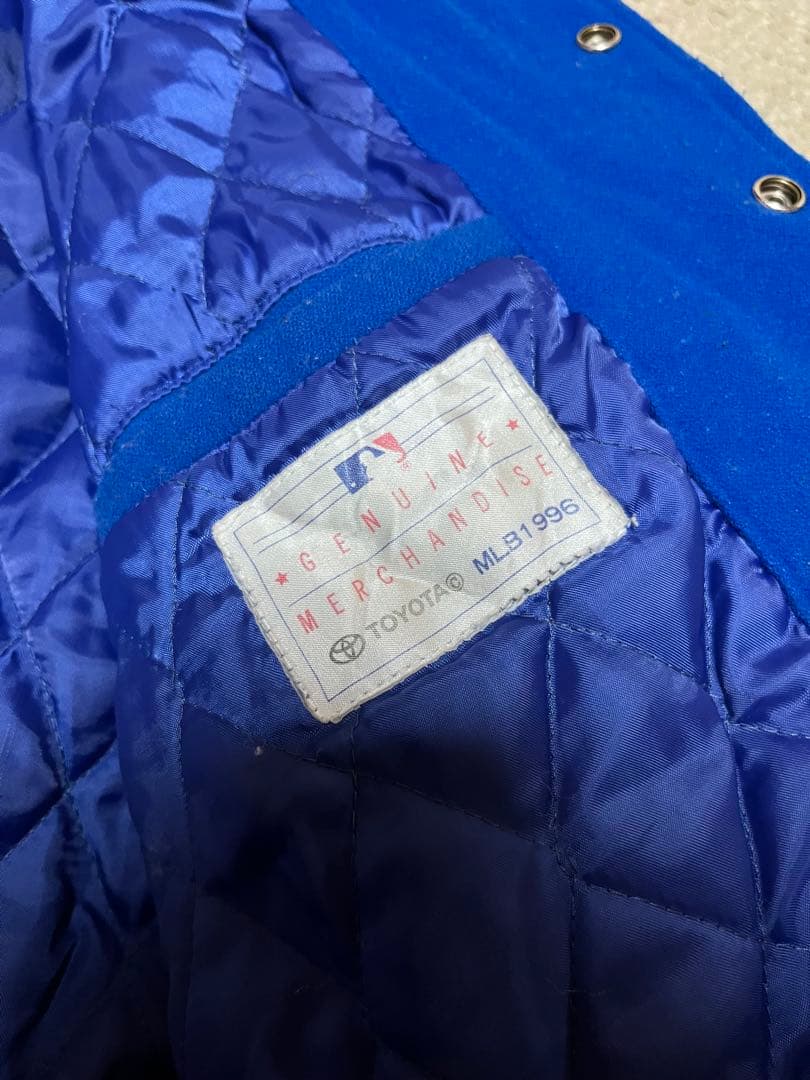 ★ GENUINE ★
MERCHANDISE
TOYOTA© MLB1996